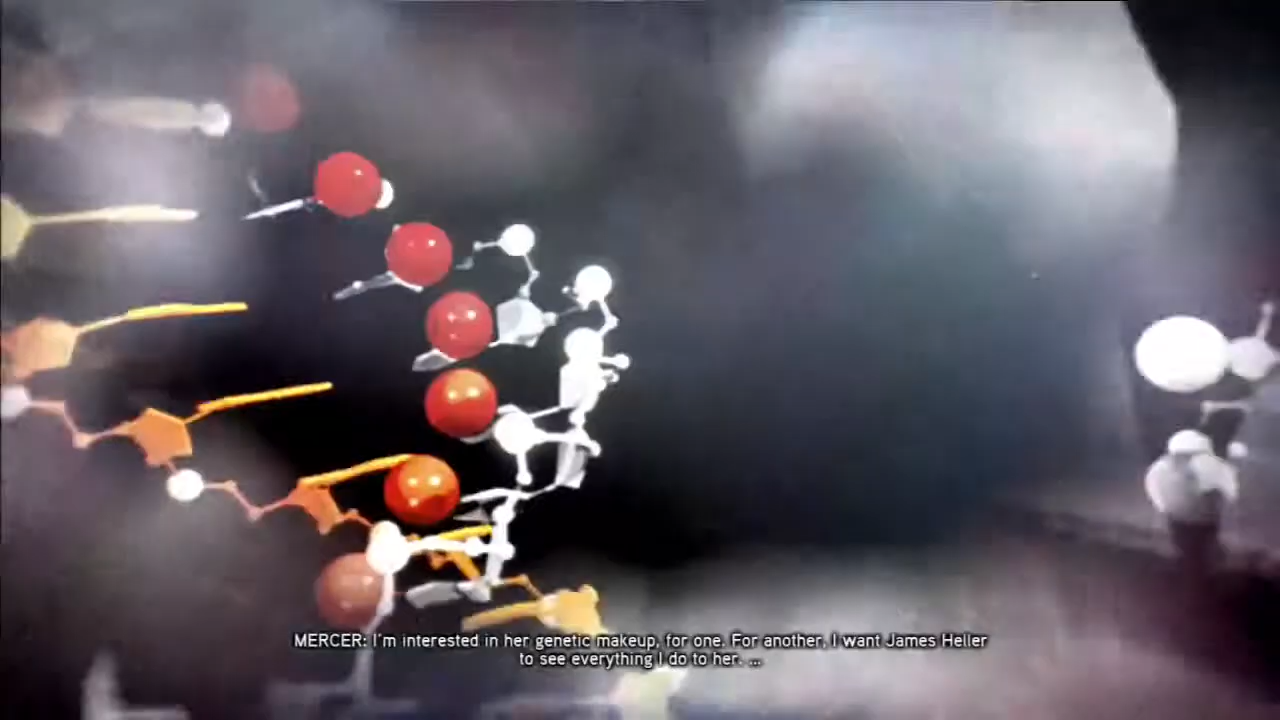 MERCER: I'm interested in her genetic makeup, for one. For another, I want James Heller
to see everything I do to her. ...